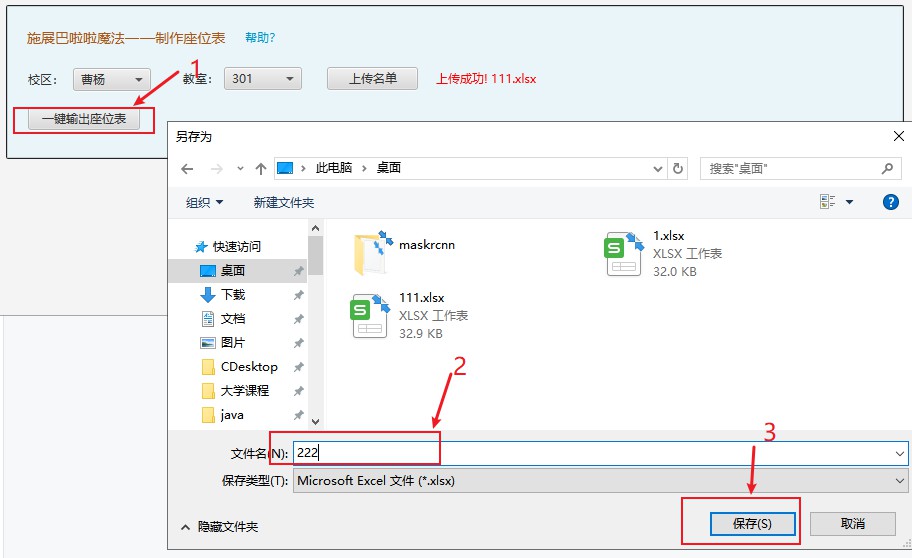 施展巴啦啦魔法——制作座位表 帮助?
1
校区: 曹杨 教室: 301 上传名单 上传成功! 111.xlsx
一键输出座位表
另存为
此电脑 桌面 搜索"桌面"
组织 新建文件夹
快速访问
桌面
下载
文档
图片
CDesktop
大学课程
java
maskrcnn
1.xlsx
XLSX 工作表
32.0 KB
111.xlsx
XLSX 工作表
32.9 KB
2
文件名(N): 222
3
保存类型(T): Microsoft Excel 文件 (*.xlsx)
隐藏文件夹 保存(S) 取消